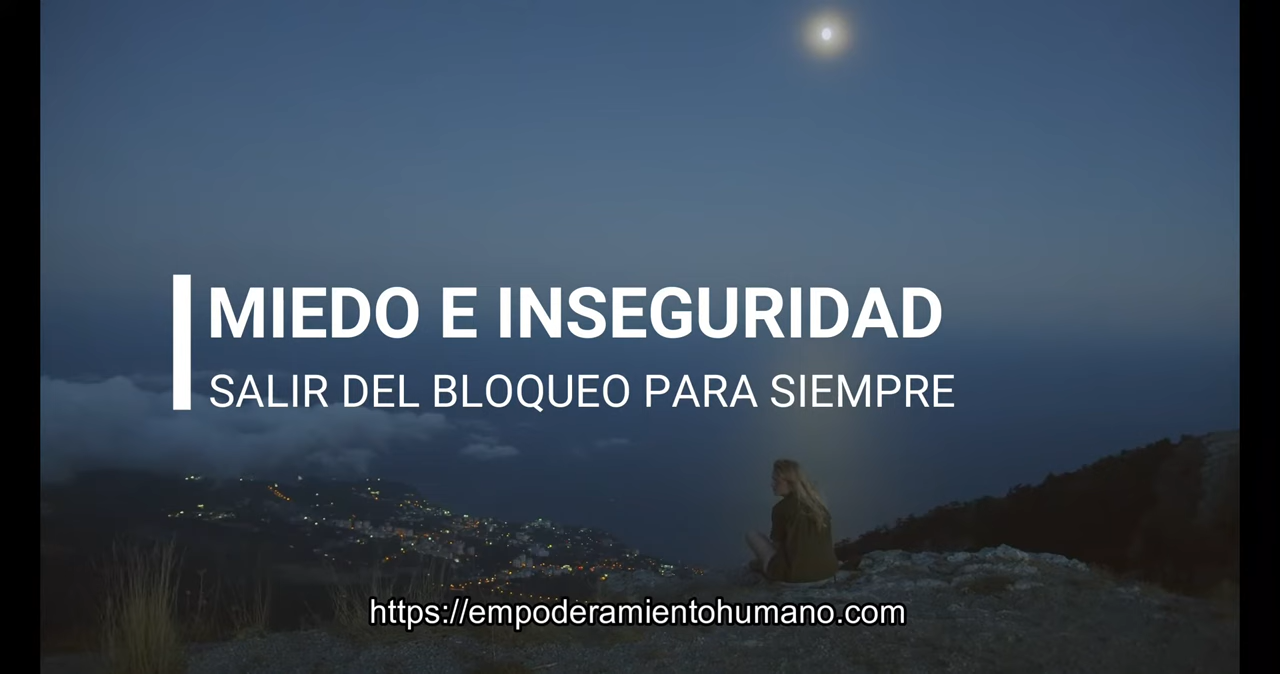 MIEDO E INSEGURIDAD
SALIR DEL BLOQUEO PARA SIEMPRE
https://empoderamientohumano.com